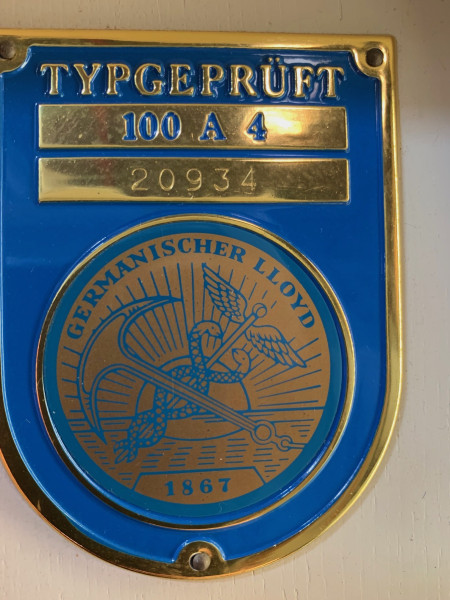 TYPGEPRÜFT
100 A 4
20934
GERMANISCHER LLOYD
1867